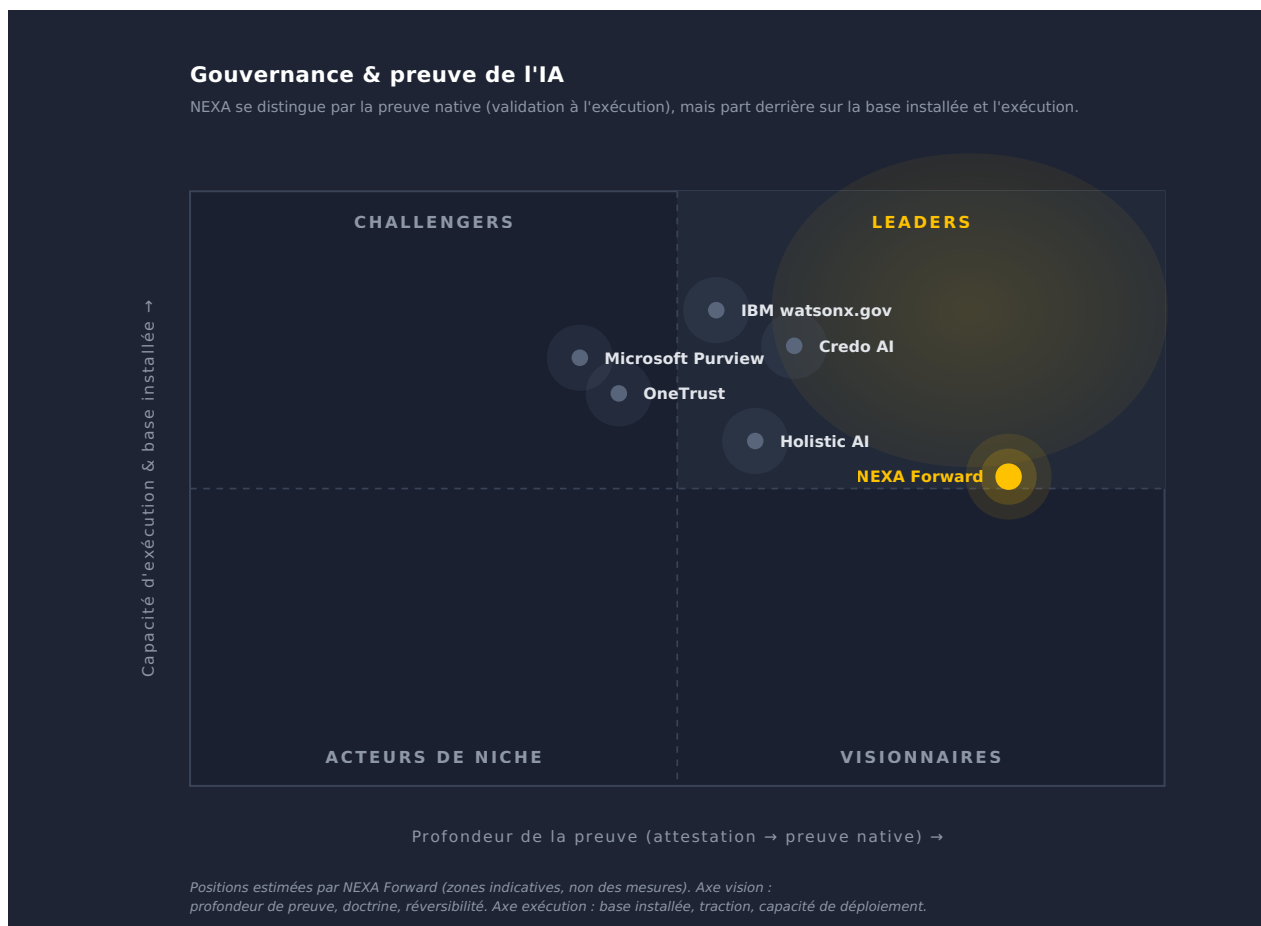 Gouvernance & preuve de l'IA
NEXA se distingue par la preuve native (validation à l'exécution), mais part derrière sur la base installée et l'exécution.
CHALLENGERS
LEADERS
IBM watsonx.gov
Credo AI
Microsoft Purview
OneTrust
Holistic AI
NEXA Forward
Capacité d'exécution & base installée →
ACTEURS DE NICHE
VISIONNAIRES
Profondeur de la preuve (attestation → preuve native) →
Positions estimées par NEXA Forward (zones indicatives, non des mesures). Axe vision :
profondeur de preuve, doctrine, réversibilité. Axe exécution : base installée, traction, capacité de déploiement.